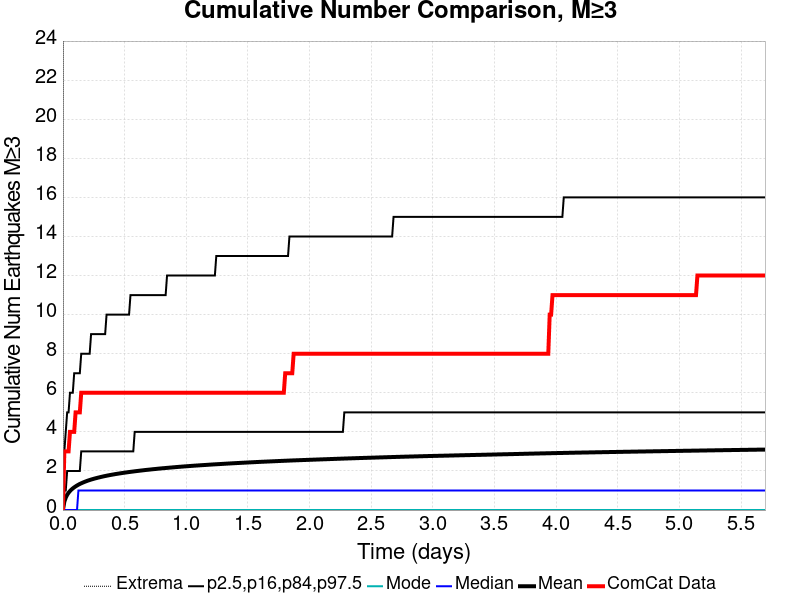 Cumulative Number Comparison, M≥3
Cumulative Num Earthquakes M≥3
24
22
20
18
16
14
12
10
8
6
4
2
0
0.0 0.5 1.0 1.5 2.0 2.5 3.0 3.5 4.0 4.5 5.0 5.5
Time (days)
Extrema p2.5,p16,p84,p97.5 Mode Median Mean ComCat Data